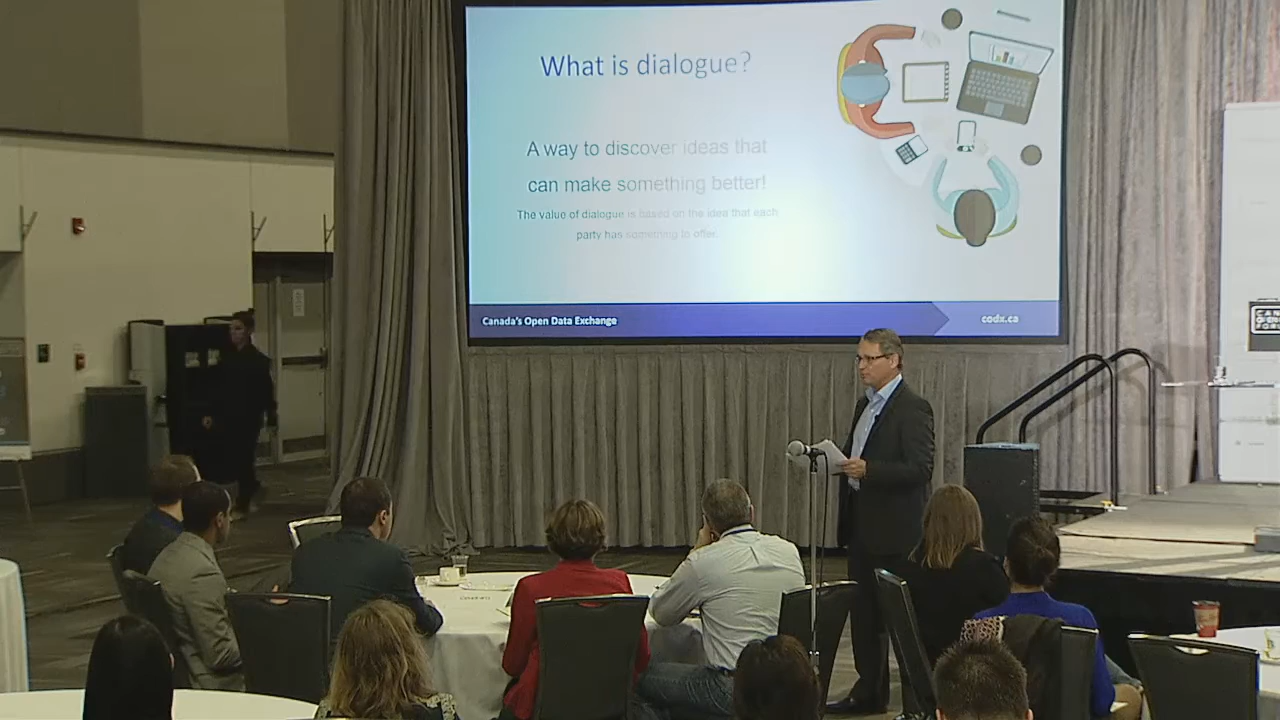 What is dialogue?
A way to discover ideas that
can make something better!
The value of dialogue is based on the idea that each
party has something to offer.
Canada's Open Data Exchange
codx.ca